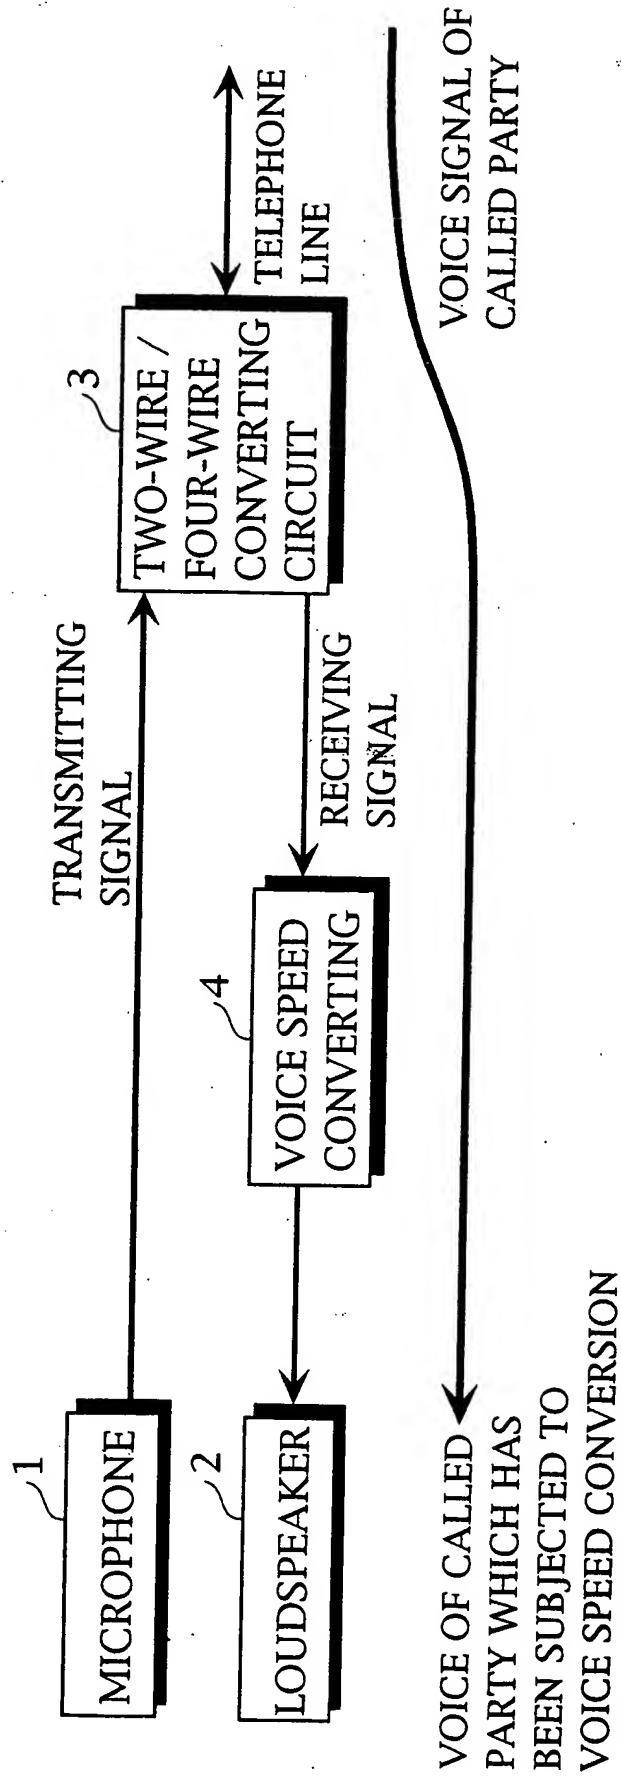 1
MICROPHONE
2
LOUDSPEAKER
TRANSMITTING
SIGNAL
4
VOICE SPEED
CONVERTING
RECEIVING
SIGNAL
3
TWO-WIRE /
FOUR-WIRE
CONVERTING
CIRCUIT
TELEPHONE
LINE
VOICE SIGNAL OF
CALLED PARTY
VOICE OF CALLED
PARTY WHICH HAS
BEEN SUBJECTED TO
VOICE SPEED CONVERSION